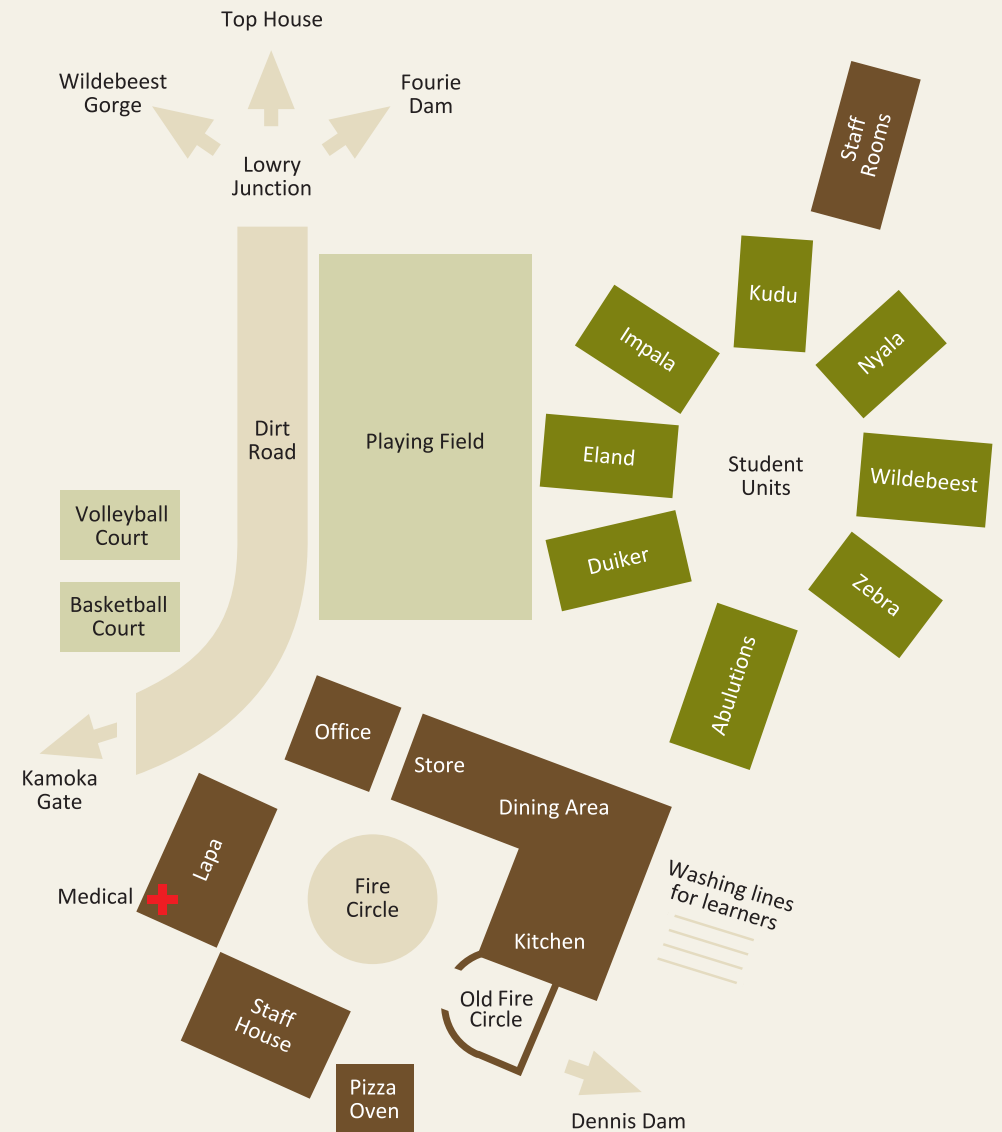 Top House
Wildebeest
Gorge
Fourie
Dam
Lowry
Junction
Staff
Rooms
Kudu
Nyala
Impala
Eland
Student
Units
Wildebeest
Duiker
Zebra
Abulutions
Dirt
Road
Playing Field
Volleyball
Court
Basketball
Court
Kamoka
Gate
Office
Store
Dining Area
Lapa
Medical
Fire
Circle
Washing lines
for learners
Kitchen
Old Fire
Circle
Staff
House
Pizza
Oven
Dennis Dam